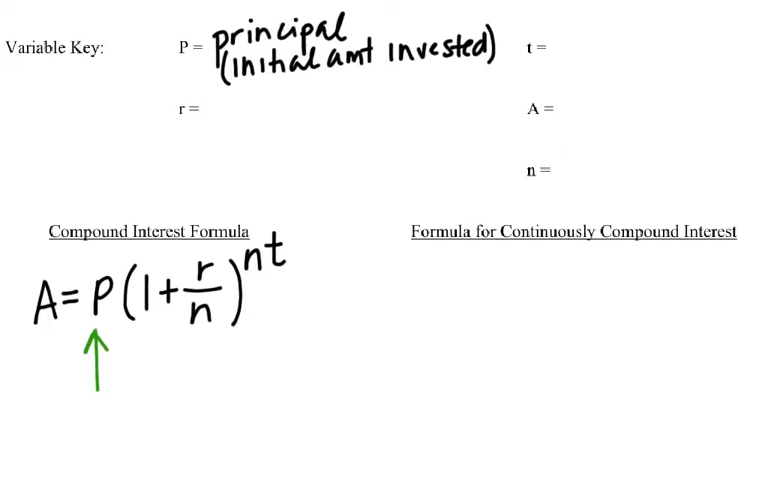 Variable Key: P = principal (initial amt invested) t =
r = A =
n =
Compound Interest Formula Formula for Continuously Compound Interest
A = P(1 + r/n)^nt